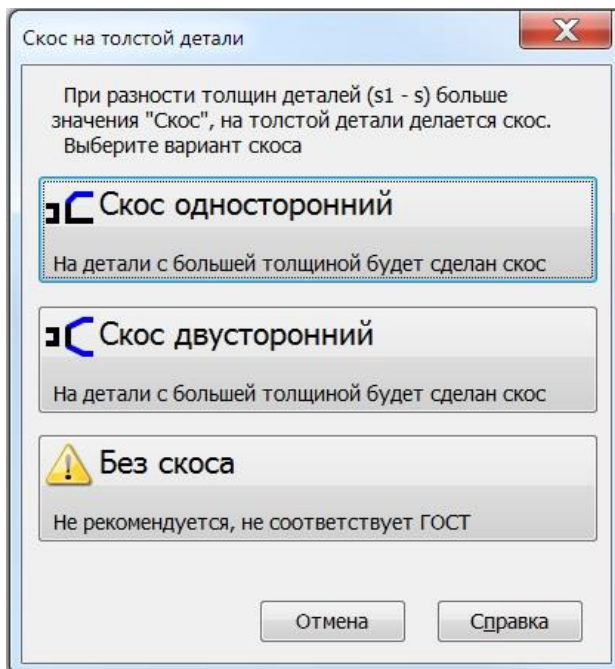 Скос на толстой детали
При разности толщин деталей (s1 - s) больше
значения "Скос", на толстой детали делается скос.
Выберите вариант скоса
Скос односторонний
На детали с большей толщиной будет сделан скос
Скос двусторонний
На детали с большей толщиной будет сделан скос
Без скоса
Не рекомендуется, не соответствует ГОСТ
Отмена
Справка